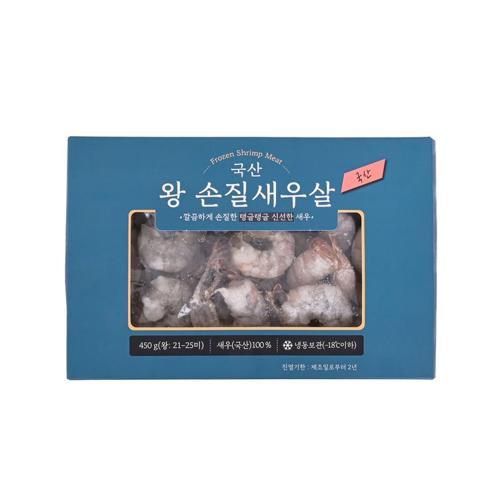 Frozen Shrimp Meat
국산
왕 손질새우살
국산
•깔끔하게 손질한 탱글탱글 신선한 새우•
450 g(왕: 21-25미) 새우(국산)100% 냉동보관(-18℃이하)
진열기한 : 제조일로부터 2년